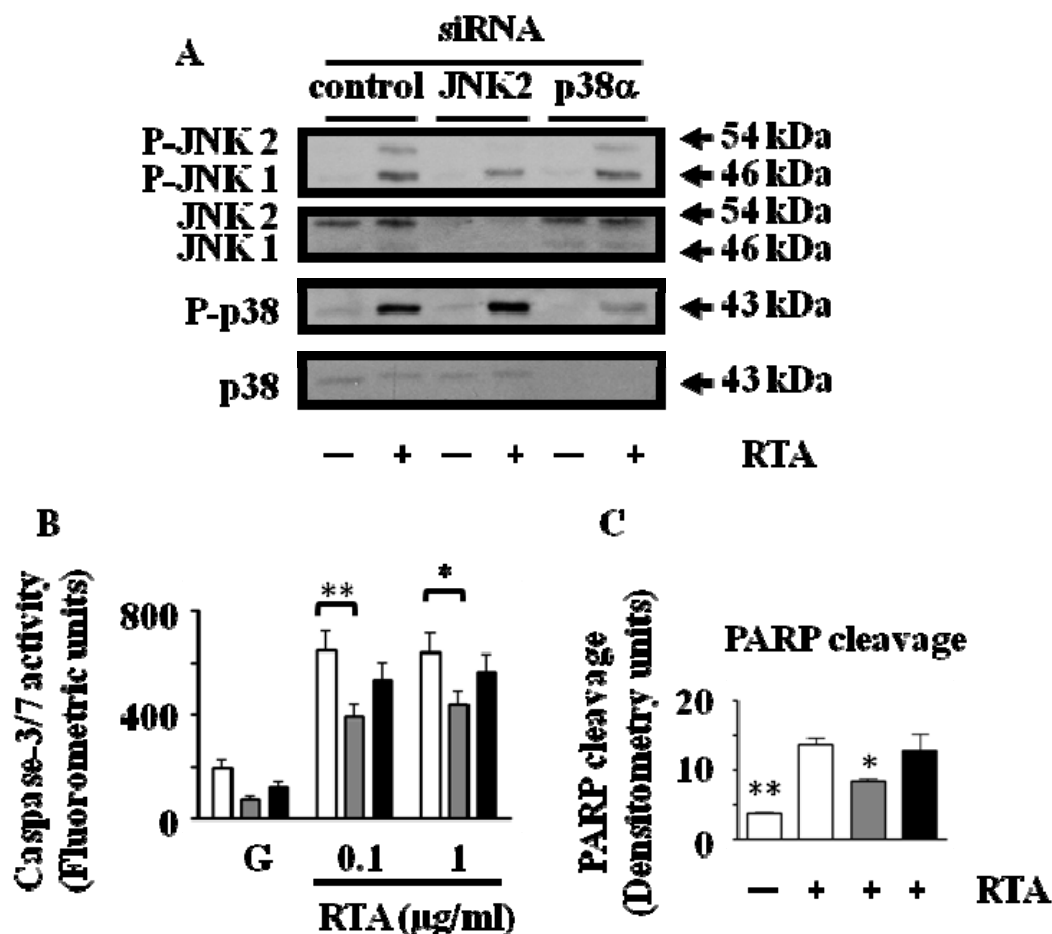 A
siRNA
control JNK2 p38α
P-JNK 2 54 kDa
P-JNK 1 46 kDa
JNK 2 54 kDa
JNK 1 46 kDa
P-p38 43 kDa
p38 43 kDa
— + — + — + RTA
B
Caspase-3/7 activity
(Fluorometric units)
800
400
0
** *
G 0.1 1
RTA (µg/ml)
C
PARP cleavage
PARP cleavage
(Densitometry units)
20
10
0
** *
— + + + RTA